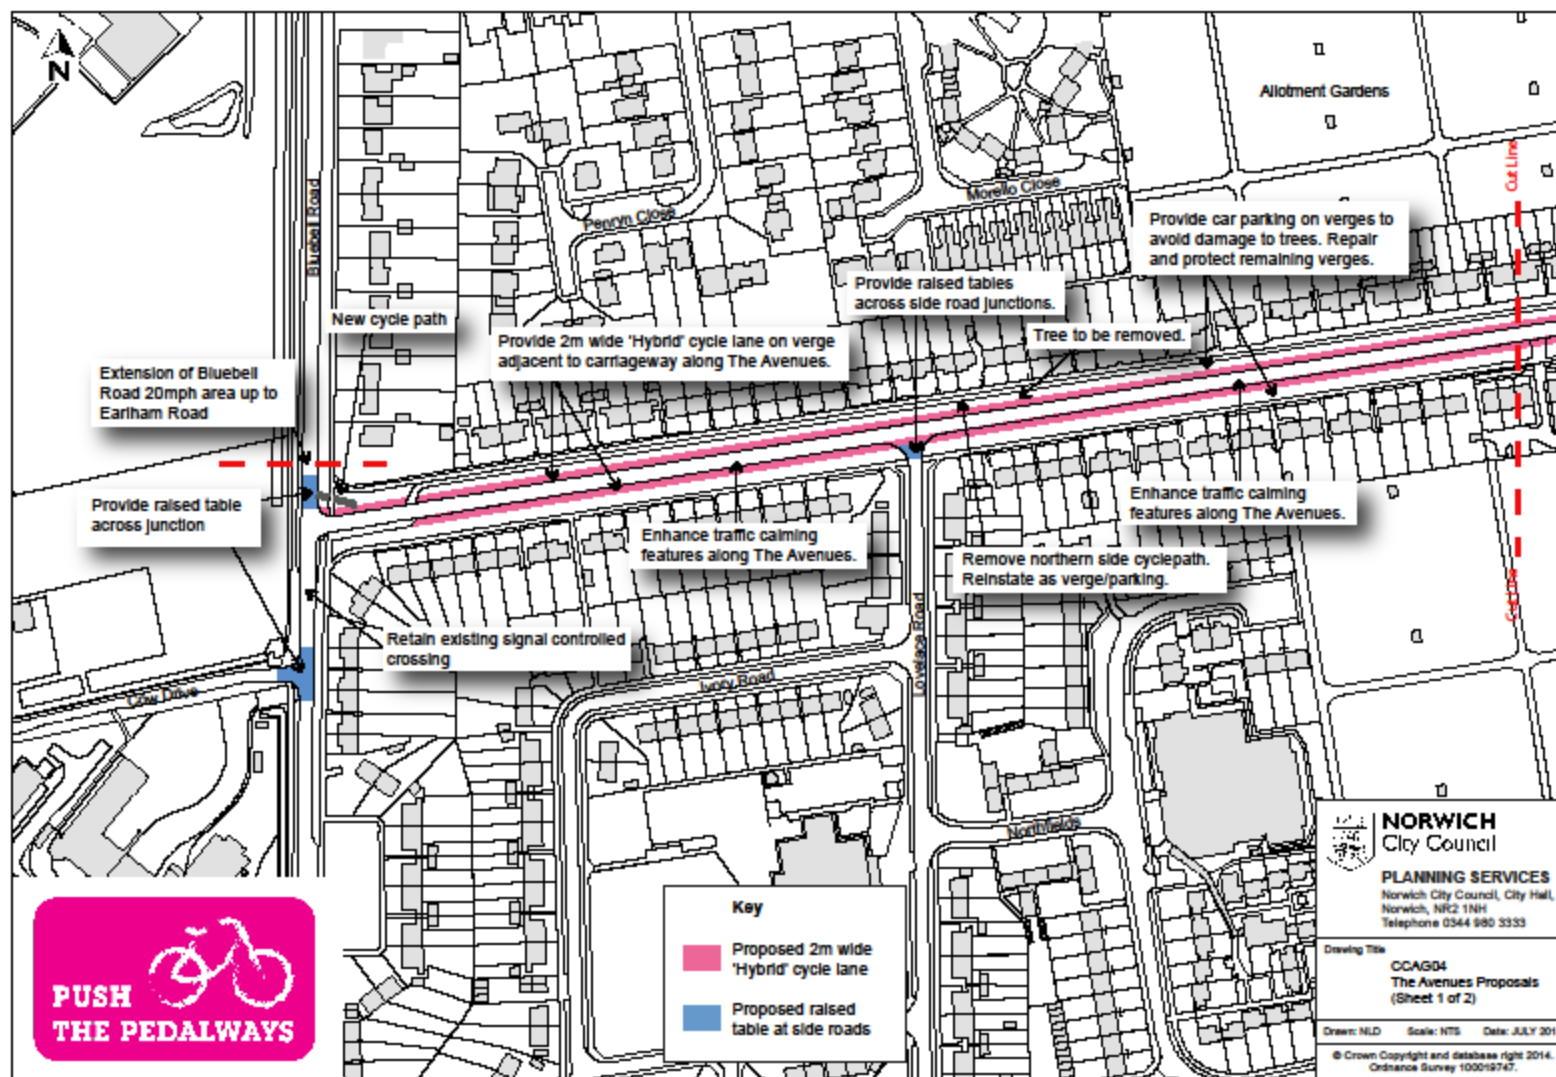 N
Allotment Gardens
Cut Line
Bluebell Road
Penryn Close
Morello Close
Provide car parking on verges to
avoid damage to trees. Repair
and protect remaining verges.
Provide raised tables
across side road junctions.
New cycle path
Provide 2m wide 'Hybrid' cycle lane on verge
adjacent to carriageway along The Avenues.
Tree to be removed.
Extension of Bluebell
Road 20mph area up to
Earlham Road
Provide raised table
across junction
Enhance traffic calming
features along The Avenues.
Enhance traffic calming
features along The Avenues.
Remove northern side cyclepath.
Reinstate as verge/parking.
Cut Line
Retain existing signal controlled
crossing
Lovelace Road
Ivory Road
Cow Drive
Northfields
Key
Proposed 2m wide
'Hybrid' cycle lane
Proposed raised
table at side roads
PUSH
THE PEDALWAYS
NORWICH
City Council
PLANNING SERVICES
Norwich City Council, City Hall,
Norwich, NR2 1NH
Telephone 0344 980 3333
Drawing Title
CCAG04
The Avenues Proposals
(Sheet 1 of 2)
Drawn: NLD Scale: NTS Date: JULY 201
© Crown Copyright and database right 2014.
Ordnance Survey 100019747.